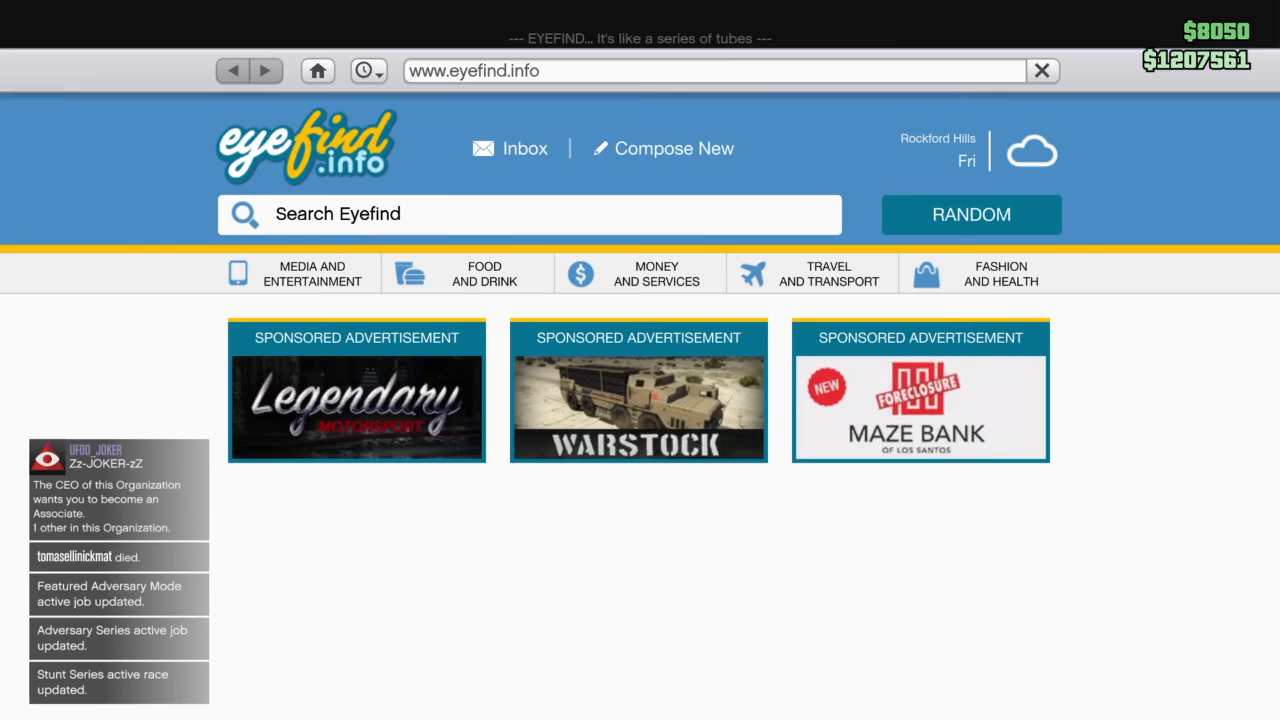 --- EYEFIND... It's like a series of tubes ---
$8050
$1207561
www.eyefind.info
eyefind
.info
Inbox
Compose New
Rockford Hills
Fri
Search Eyefind
RANDOM
MEDIA AND
ENTERTAINMENT
FOOD
AND DRINK
MONEY
AND SERVICES
TRAVEL
AND TRANSPORT
FASHION
AND HEALTH
SPONSORED ADVERTISEMENT
Legendary
MOTORSPORT
SPONSORED ADVERTISEMENT
WARSTOCK
SPONSORED ADVERTISEMENT
NEW
FORECLOSURE
MAZE BANK
OF LOS SANTOS
UFOO_JOKER
Zz-JOKER-zZ
The CEO of this Organization
wants you to become an
Associate.
1 other in this Organization.
tomasellinickmat died.
Featured Adversary Mode
active job updated.
Adversary Series active job
updated.
Stunt Series active race
updated.